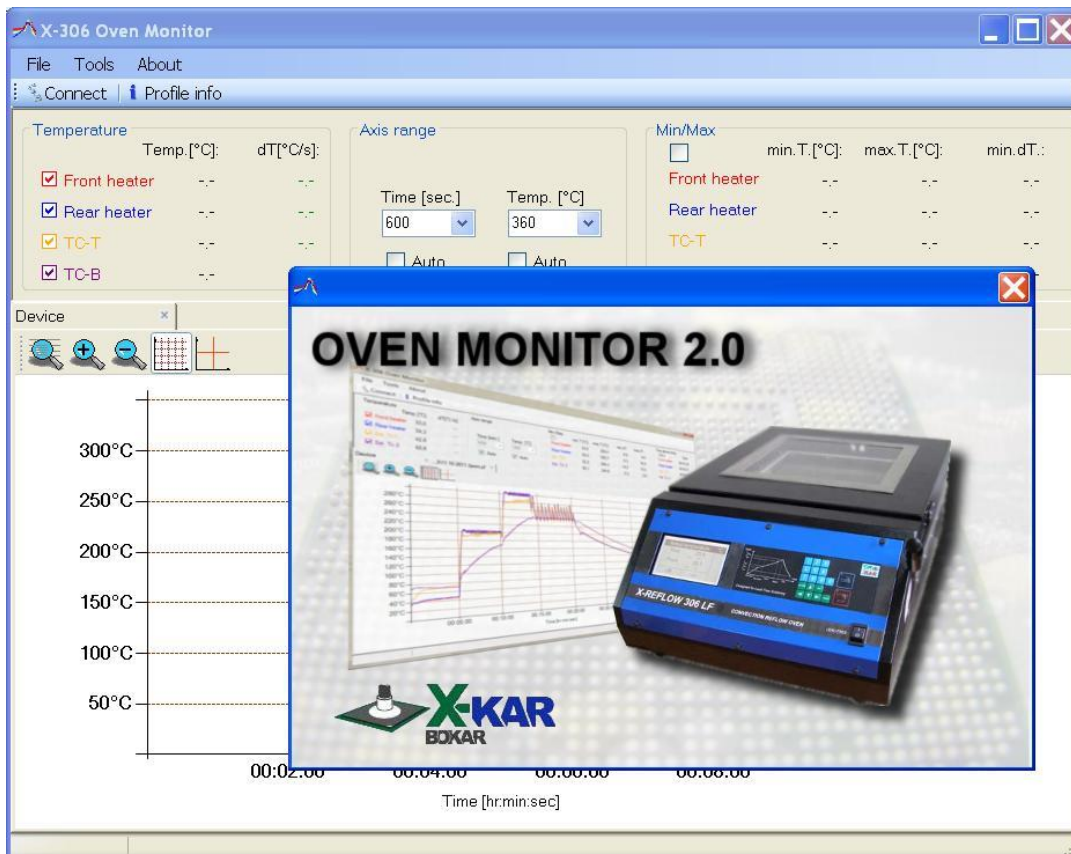 X-306 Oven Monitor
File Tools About
Connect Profile info
Temperature
Temp.[°C]: dT[°C/s]:
Front heater -.- -.-
Rear heater -.- -.-
TC-T -.- -.-
TC-B -.-
Axis range
Time [sec.] Temp. [°C]
600 360
Auto Auto
Min/Max
min.T.[°C]: max.T.[°C]: min.dT.:
Front heater -.- -.- -.-
Rear heater -.- -.- -.-
TC-T -.- -.- -.-
Device
OVEN MONITOR 2.0
X-REFLOW 306 LF
CONVECTION REFLOW OVEN
X-KAR
BOKAR
300°C
250°C
200°C
150°C
100°C
50°C
00:02:00 00:04:00 00:06:00 00:08:00
Time [hr:min:sec]